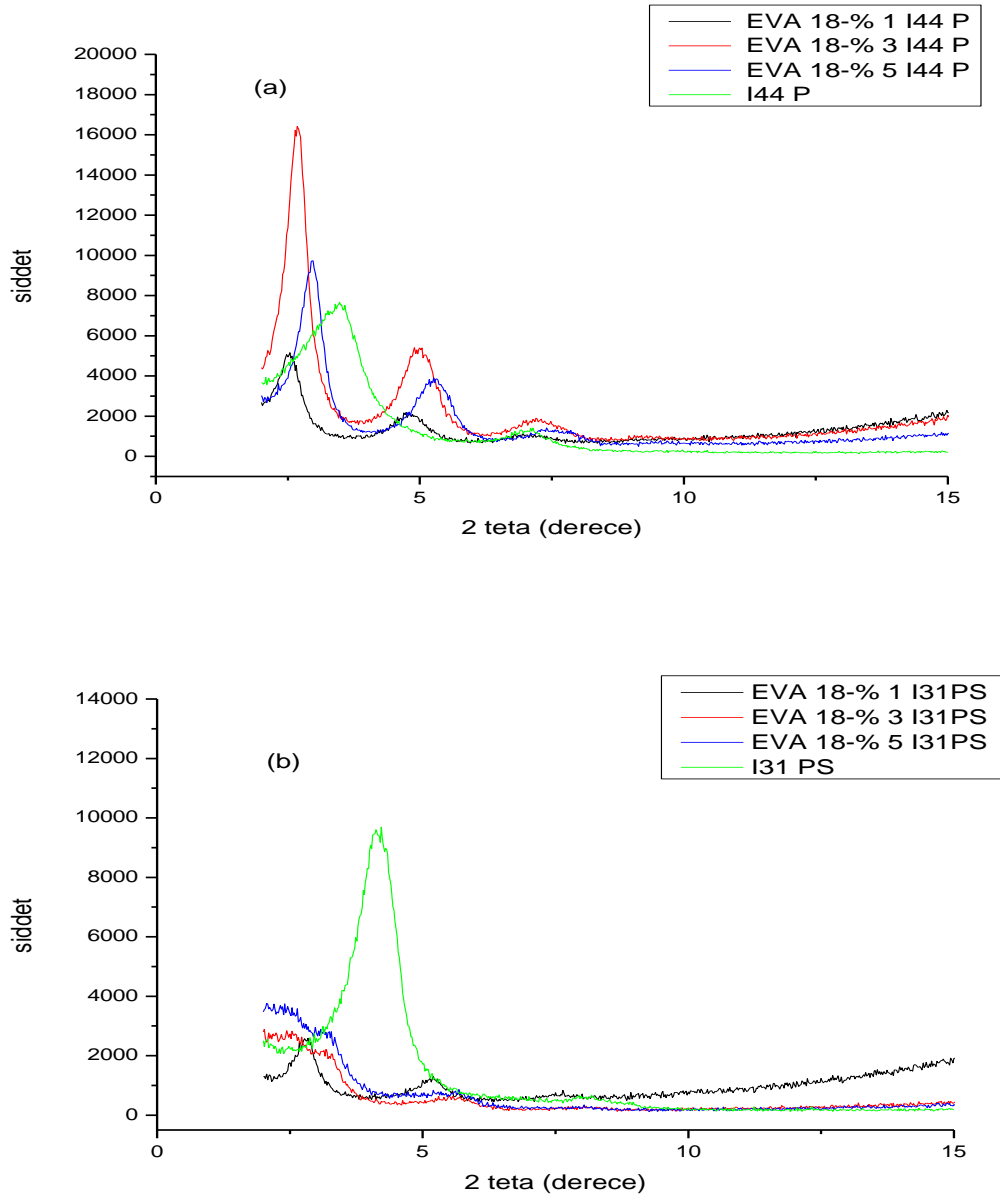 EVA 18-% 1 I44 P
EVA 18-% 3 I44 P
EVA 18-% 5 I44 P
I44 P
(a)
20000
18000
16000
14000
12000
10000
8000
6000
4000
2000
0
siddet
0 5 10 15
2 teta (derece)
EVA 18-% 1 I31PS
EVA 18-% 3 I31PS
EVA 18-% 5 I31PS
I31 PS
(b)
14000
12000
10000
8000
6000
4000
2000
0
siddet
0 5 10 15
2 teta (derece)